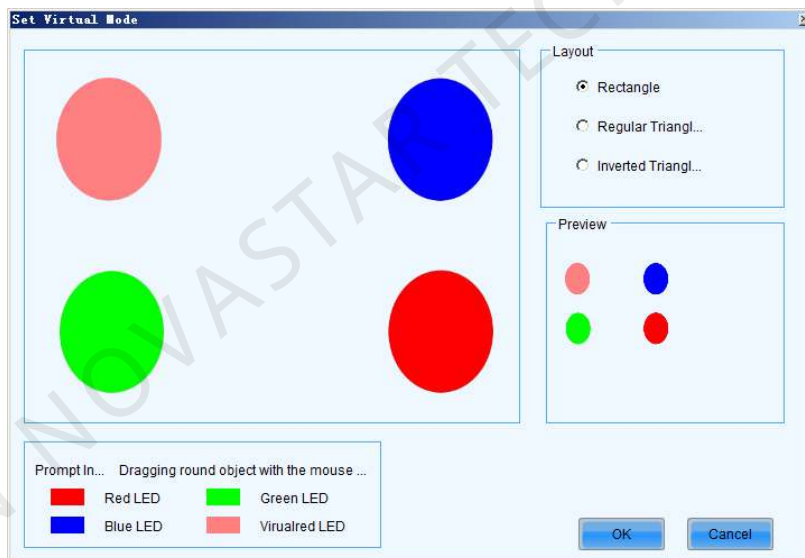 Set Virtual Mode
Layout
Rectangle
Regular Triangl...
Inverted Triangl...
Preview
Prompt In... Dragging round object with the mouse ...
Red LED
Green LED
Blue LED
Virualred LED
OK
Cancel
NOVASTAR TEC